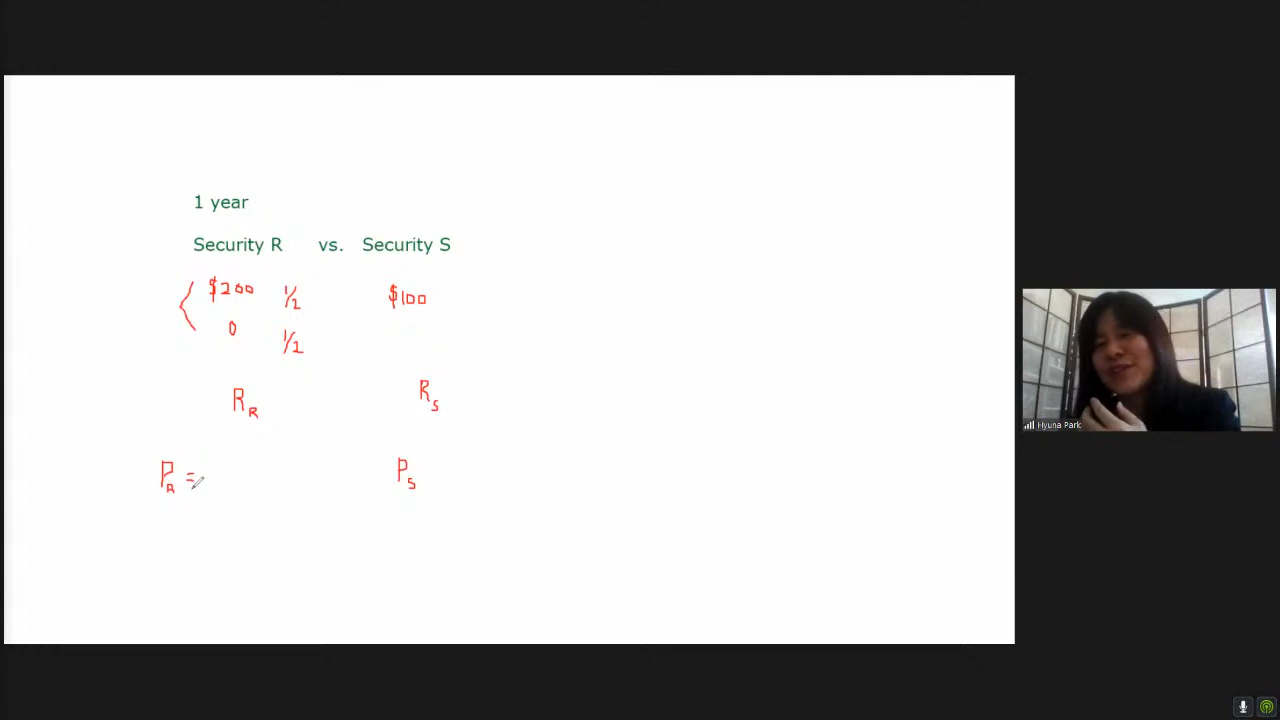 1 year
Security R vs. Security S
$200 1/2 $100
0 1/2
R_R R_S
P_R = P_S
Hyuna Park